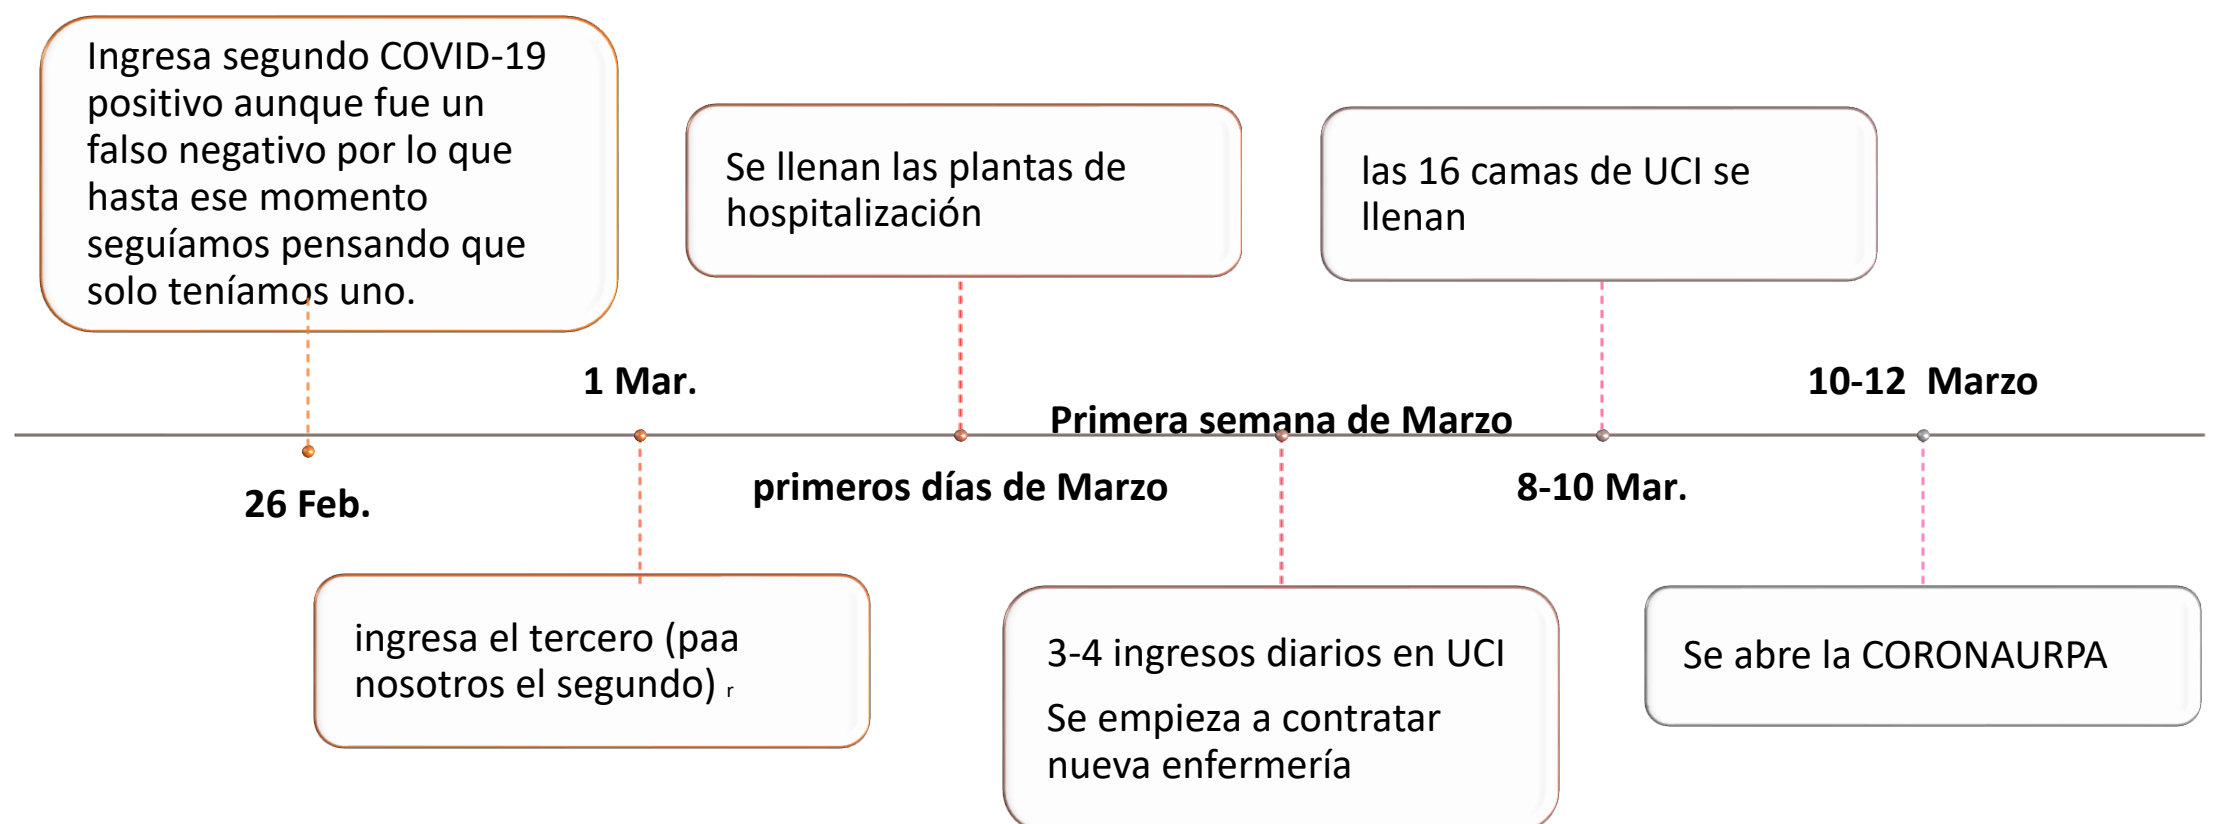 Ingresa segundo COVID-19
positivo aunque fue un
falso negativo por lo que
hasta ese momento
seguíamos pensando que
solo teníamos uno.
26 Feb.
1 Mar.
ingresa el tercero (paa
nosotros el segundo) r
Se llenan las plantas de
hospitalización
primeros días de Marzo
Primera semana de Marzo
3-4 ingresos diarios en UCI
Se empieza a contratar
nueva enfermería
las 16 camas de UCI se
llenan
8-10 Mar.
10-12 Marzo
Se abre la CORONAURPA